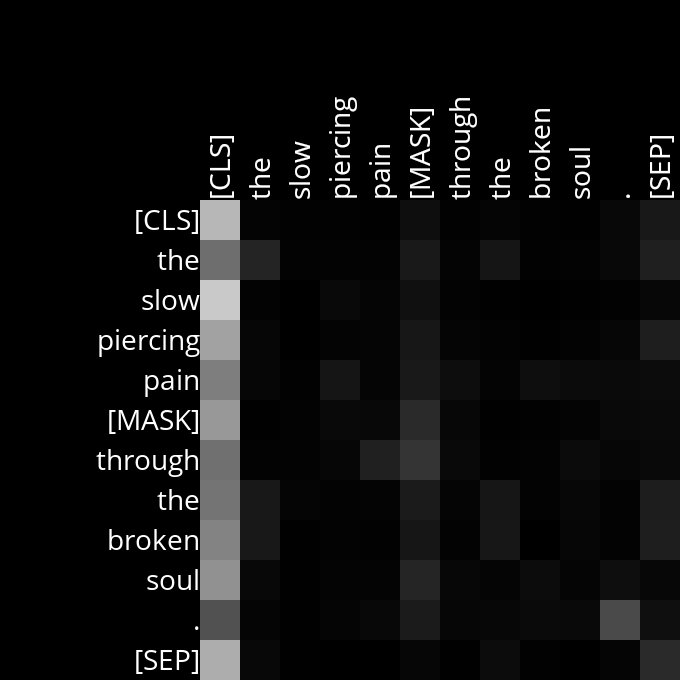 [CLS] the slow piercing pain [MASK] through the broken soul . [SEP]
[CLS]
the
slow
piercing
pain
[MASK]
through
the
broken
soul
.
[SEP]